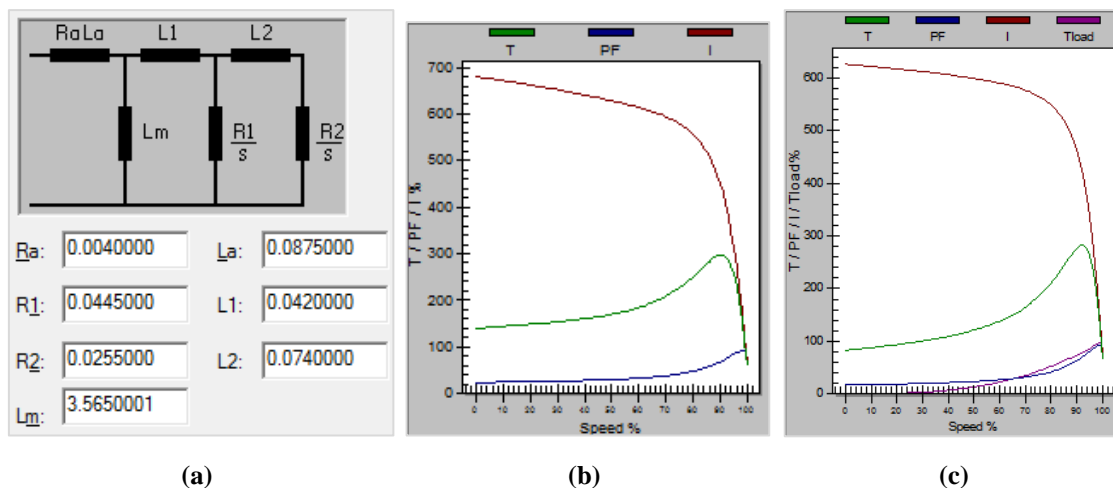 RaLa L1 L2
Lm R1 R2
s s
Ra: 0.0040000 La: 0.0875000
R1: 0.0445000 L1: 0.0420000
R2: 0.0255000 L2: 0.0740000
Lm: 3.5650001
(a)
T PF I
T / PF / I %
700
600
500
400
300
200
100
0
0 10 20 30 40 50 60 70 80 90 100
Speed %
(b)
T PF I Tload
T / PF / I / Tload%
600
500
400
300
200
100
0
0 10 20 30 40 50 60 70 80 90 100
Speed %
(c)